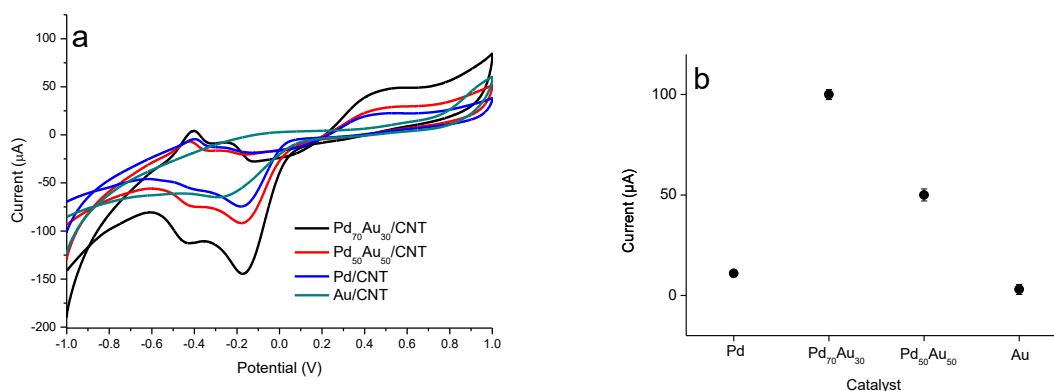 a
100
50
0
-50
-100
-150
-200
Current (μA)
-1.0 -0.8 -0.6 -0.4 -0.2 0.0 0.2 0.4 0.6 0.8 1.0
Potential (V)
Pd₇₀Au₃₀/CNT
Pd₅₀Au₅₀/CNT
Pd/CNT
Au/CNT
b
100
50
0
Current (μA)
Pd Pd₇₀Au₃₀ Pd₅₀Au₅₀ Au
Catalyst